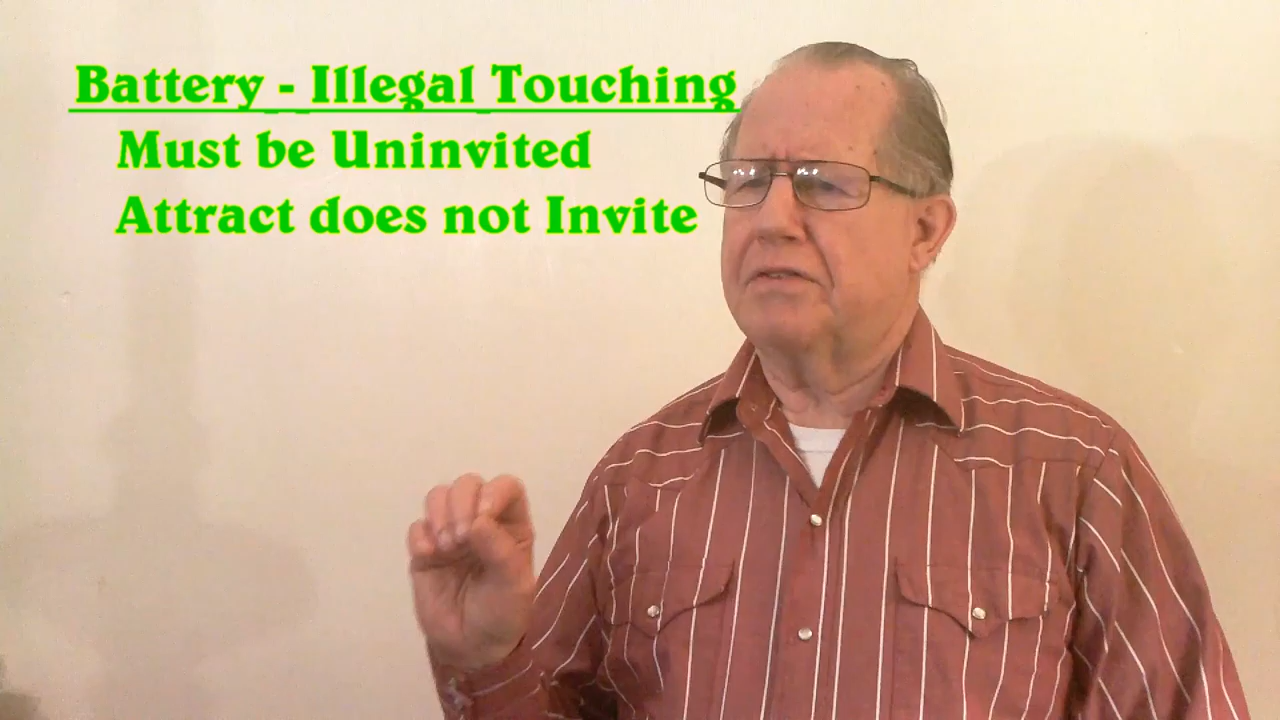 Battery - Illegal Touching
Must be Uninvited
Attract does not Invite